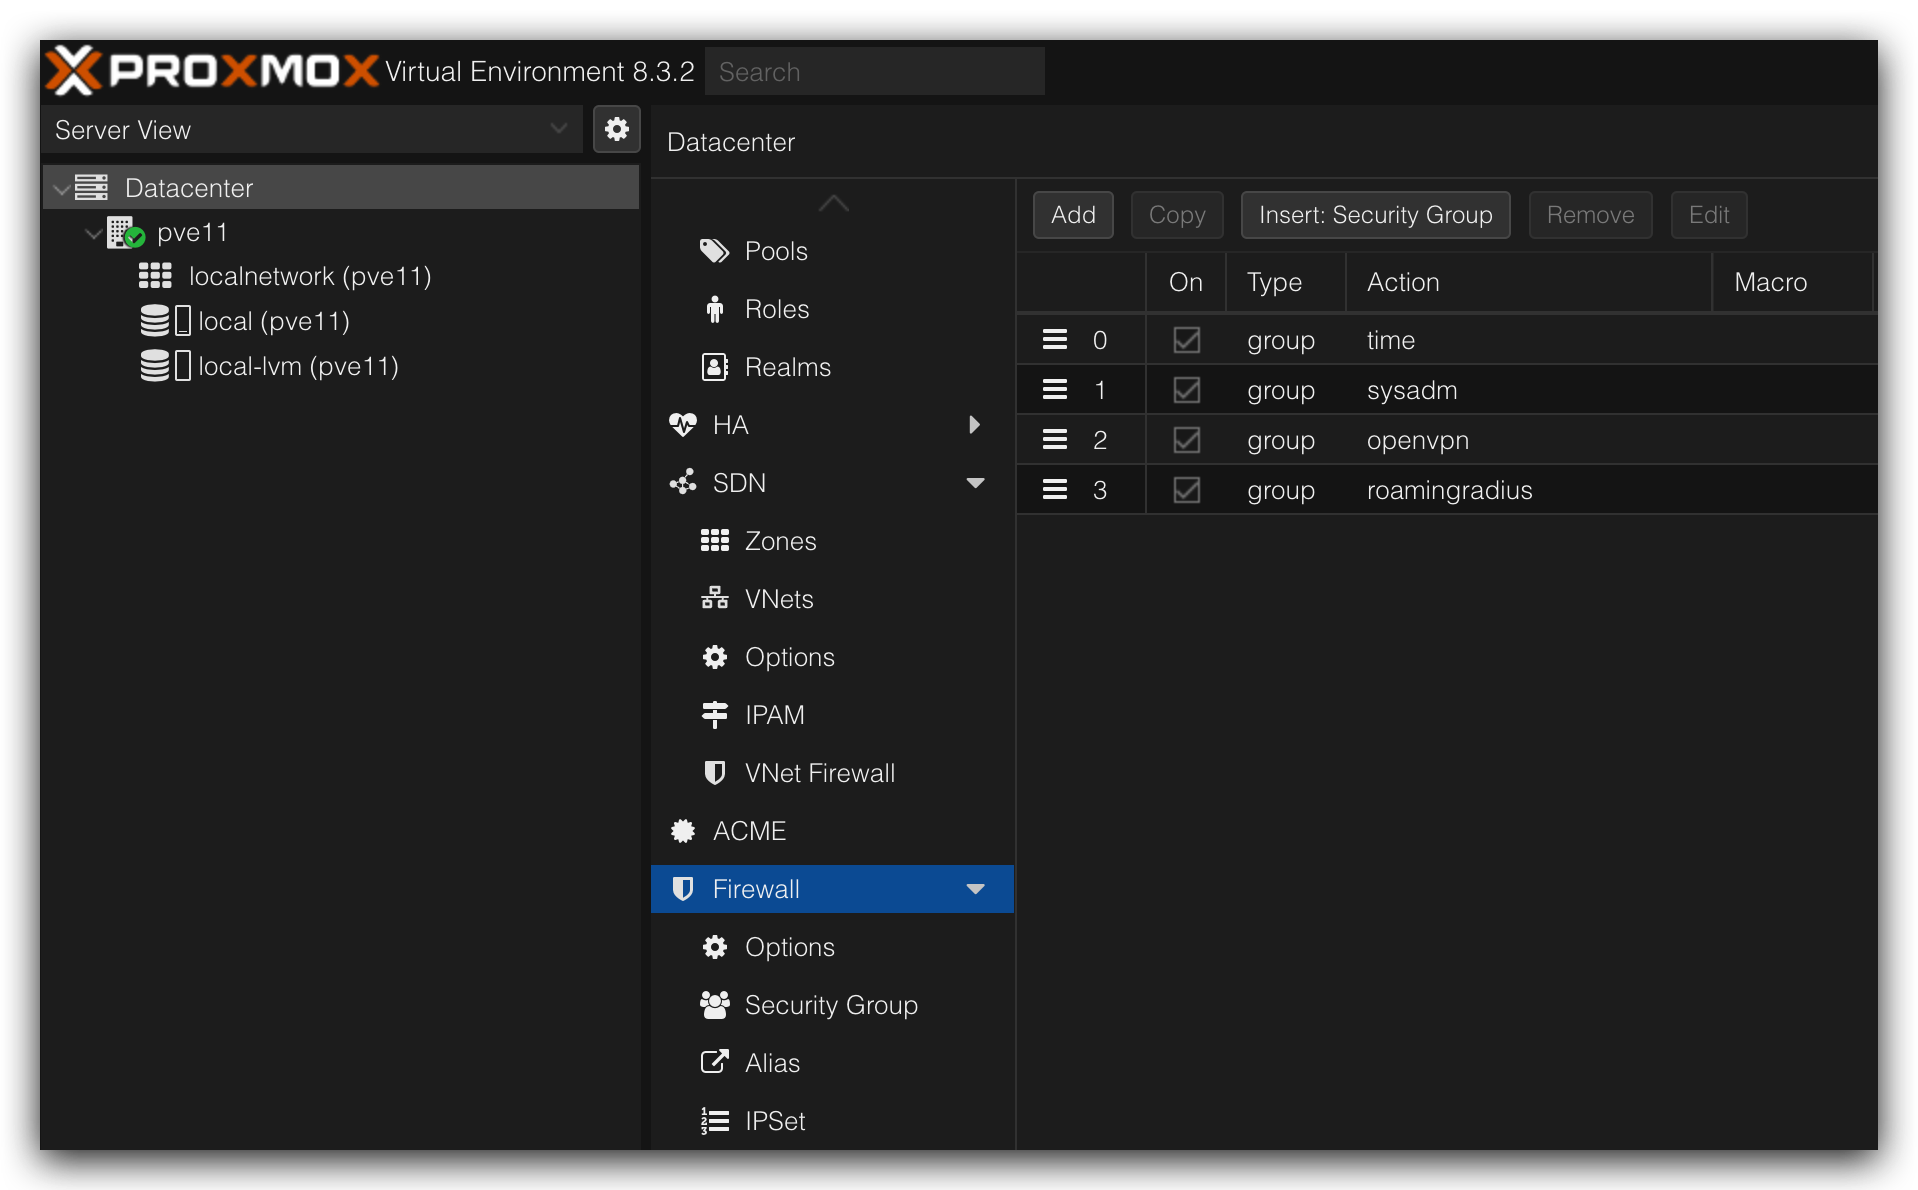 PROXMOX Virtual Environment 8.3.2 Search
Server View
Datacenter
pve11
localnetwork (pve11)
local (pve11)
local-lvm (pve11)
Datacenter
Pools
Roles
Realms
HA
SDN
Zones
VNets
Options
IPAM
VNet Firewall
ACME
Firewall
Options
Security Group
Alias
IPSet
Add Copy Insert: Security Group Remove Edit
On Type Action Macro
0 group time
1 group sysadm
2 group openvpn
3 group roamingradius